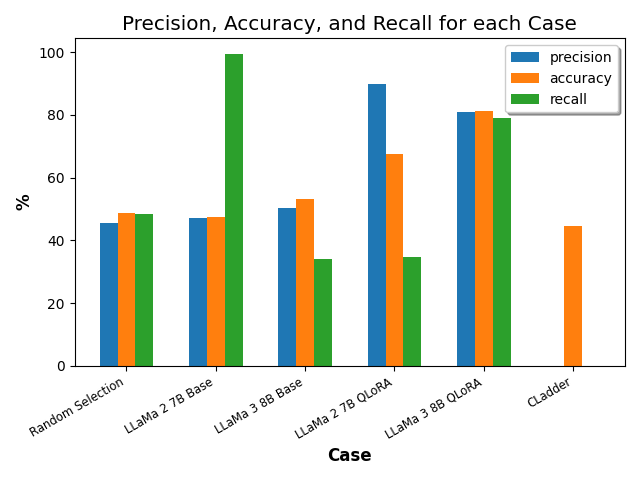 Precision, Accuracy, and Recall for each Case
precision
accuracy
recall
%
100
80
60
40
20
0
Random Selection
LLaMa 2 7B Base
LLaMa 3 8B Base
LLaMa 2 7B QLoRA
LLaMa 3 8B QLoRA
CLadder
Case